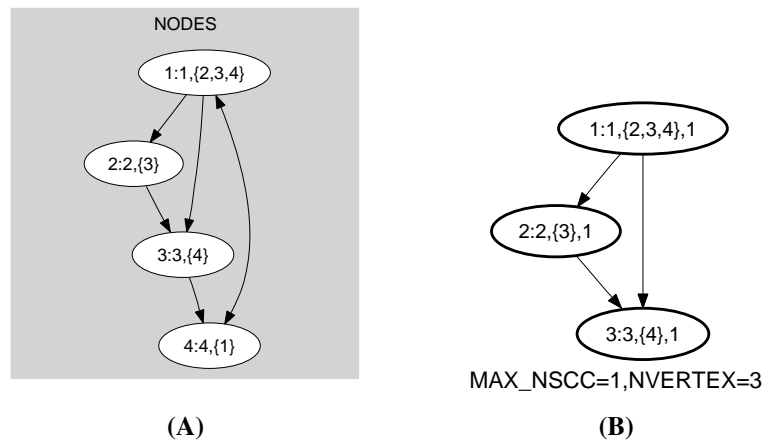 NODES
1:1,{2,3,4}
2:2,{3}
3:3,{4}
4:4,{1}
(A)
1:1,{2,3,4},1
2:2,{3},1
3:3,{4},1
MAX_NSCC=1,NVERTEX=3
(B)